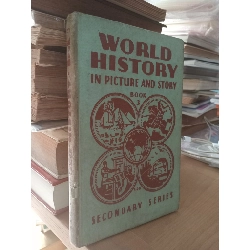 WORLD
HISTORY
IN PICTURE AND STORY
BOOK
SECONDARY SERIES